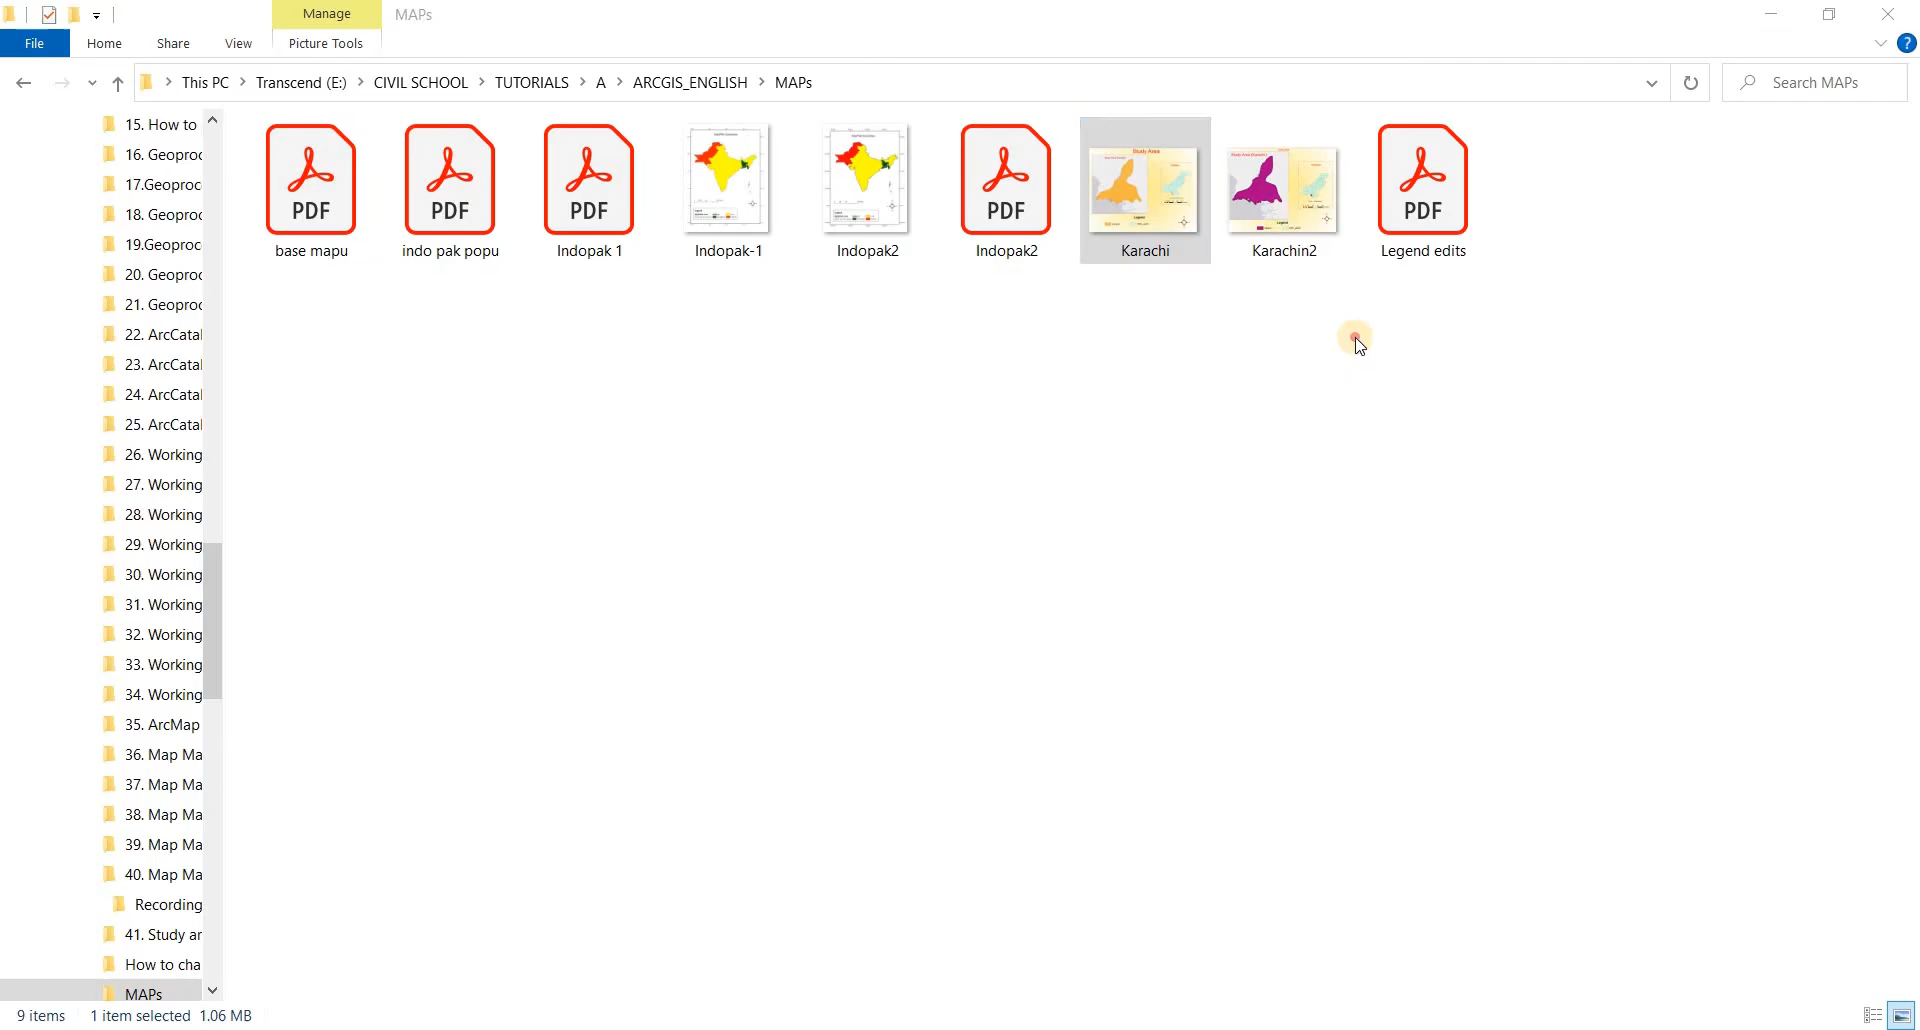 Manage
MAPs
File
Home
Share
View
Picture Tools
?
This PC
Transcend (E:)
CIVIL SCHOOL
TUTORIALS
A
ARCGIS_ENGLISH
MAPs
Search MAPs
15. How to
16. Geoproc
17.Geoproc
18. Geoproc
19.Geoproc
20. Geoproc
21. Geoproc
22. ArcCatal
23. ArcCatal
24. ArcCatal
25. ArcCatal
26. Working
27. Working
28. Working
29. Working
30. Working
31. Working
32. Working
33. Working
34. Working
35. ArcMap
36. Map Ma
37. Map Ma
38. Map Ma
39. Map Ma
40. Map Ma
Recording
41. Study ar
How to cha
MAPs
PDF
base mapu
PDF
indo pak popu
PDF
Indopak 1
Indopak-1
Indopak2
PDF
Indopak2
Study Area
Legend
Karachi
Legend
Karachin2
PDF
Legend edits
9 items
1 item selected
1.06 MB